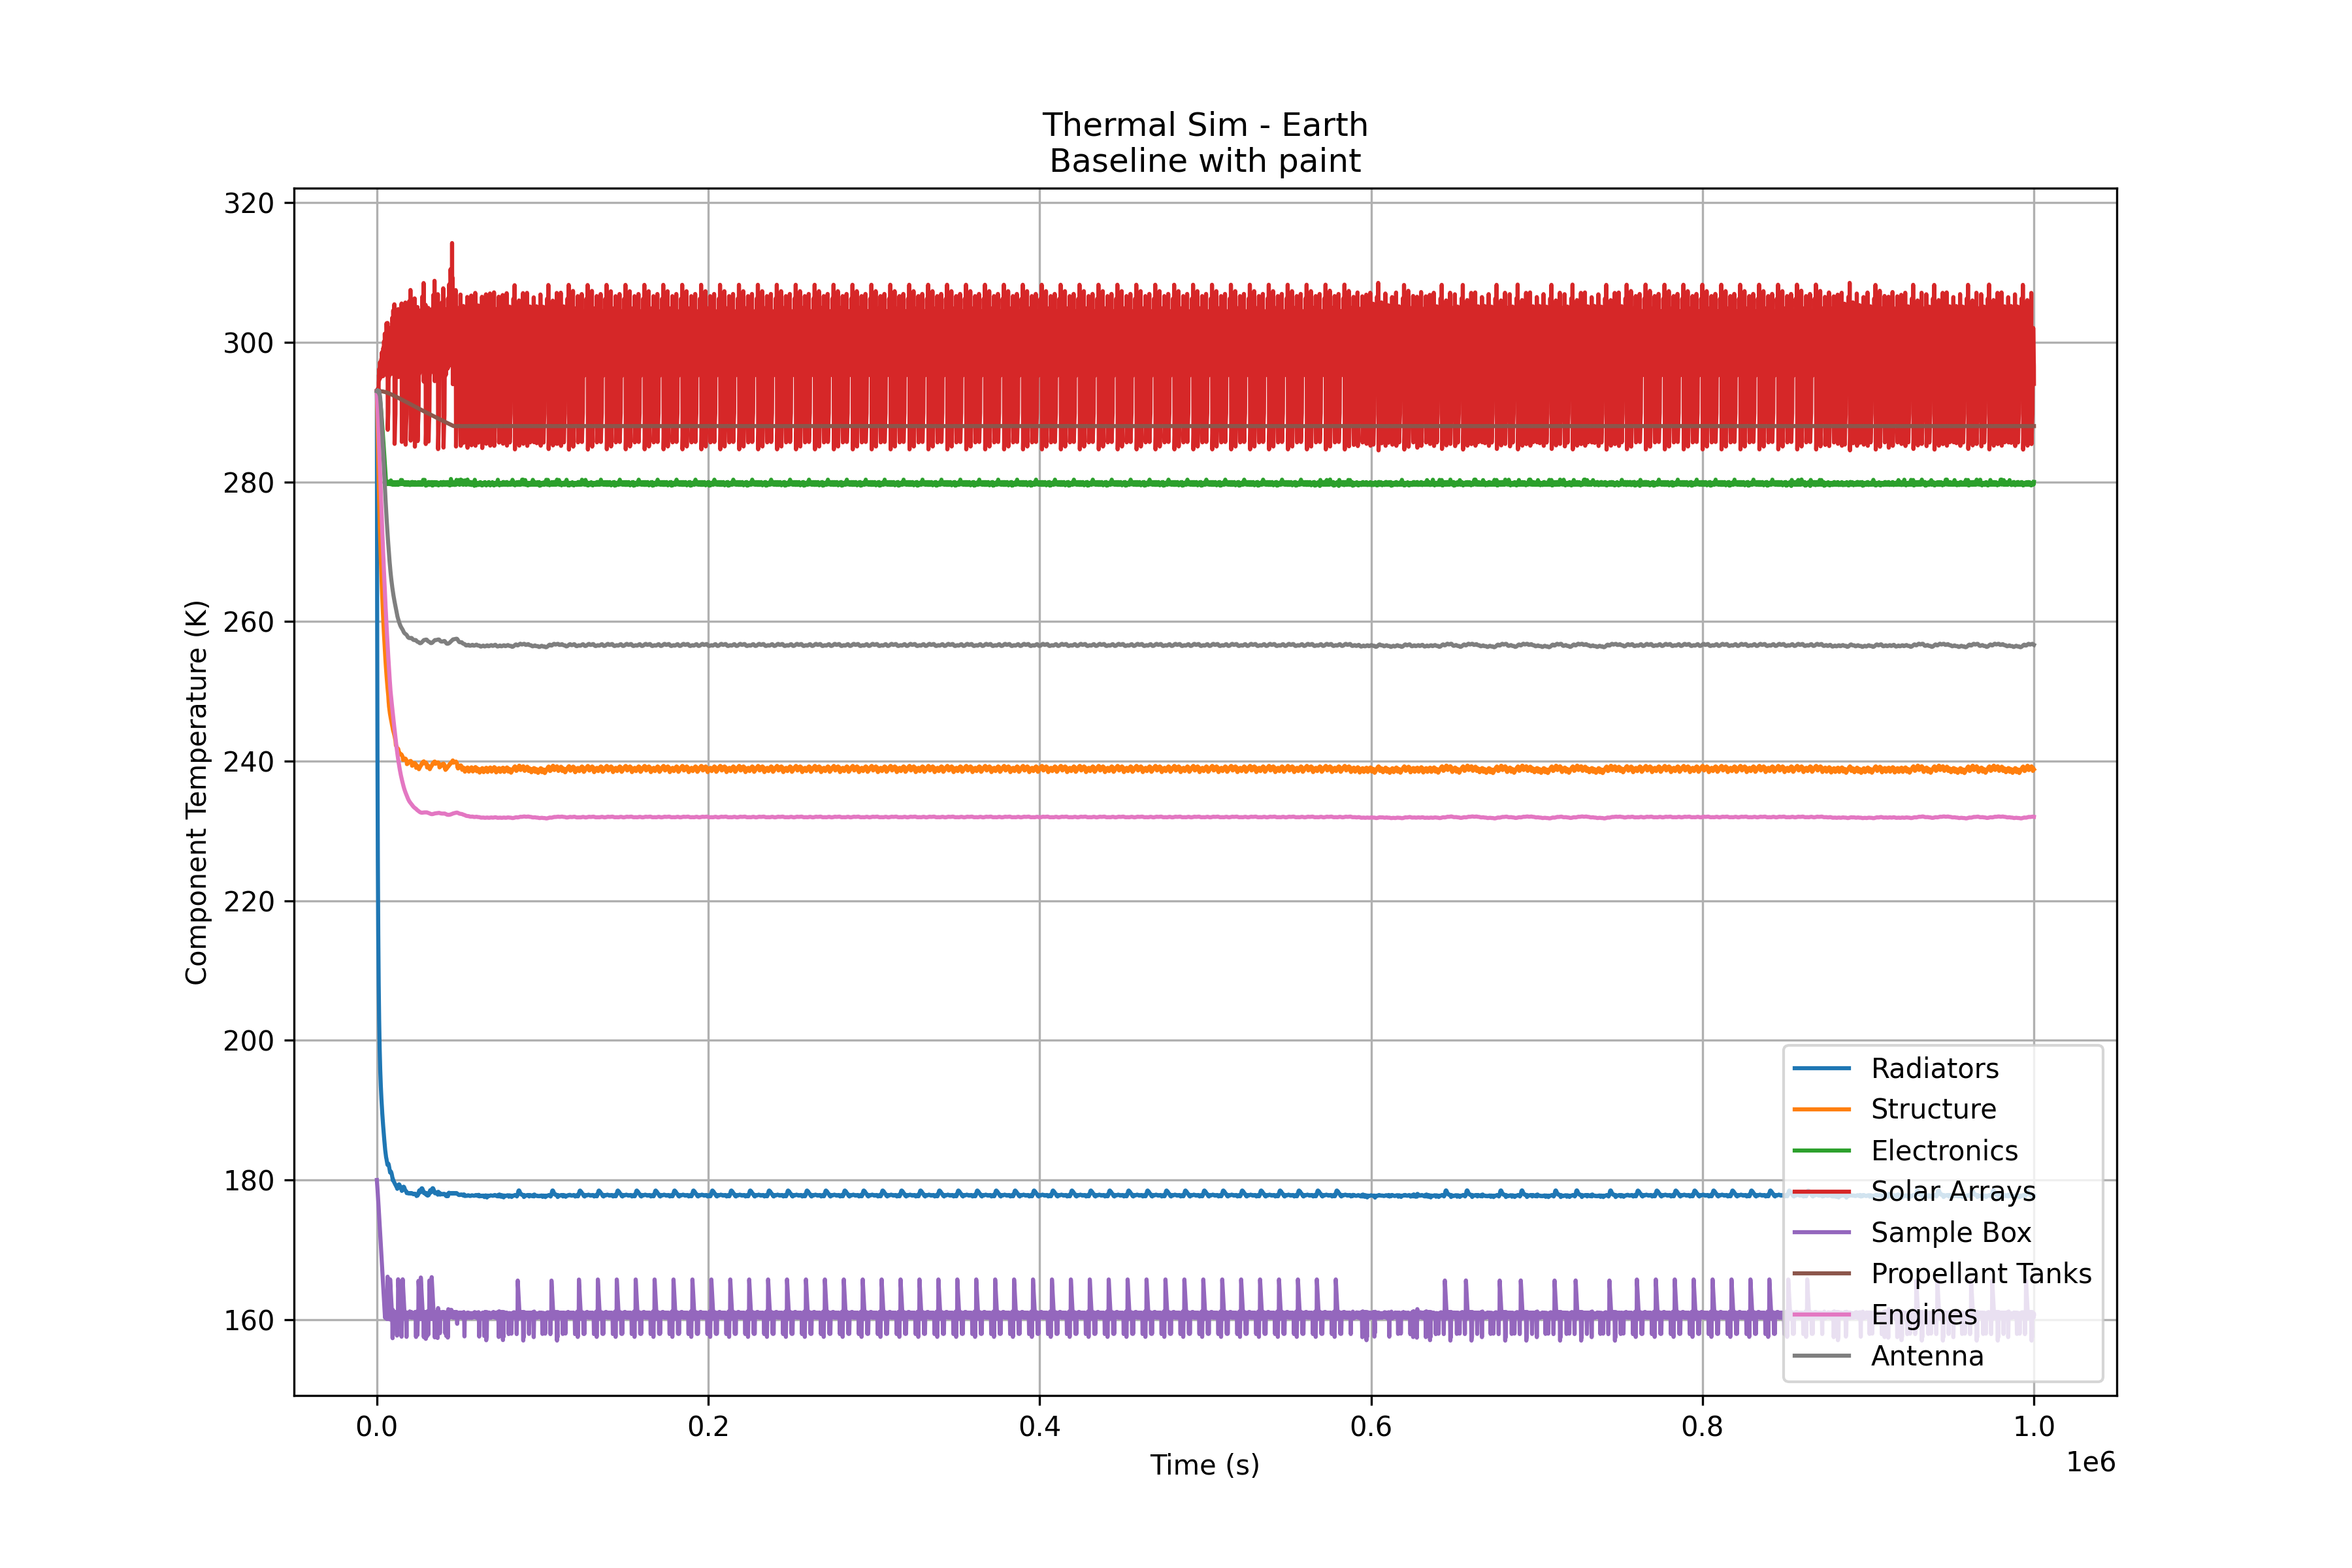 Thermal Sim - Earth
Baseline with paint
Component Temperature (K)
320
300
280
260
240
220
200
180
160
Radiators
Structure
Electronics
Solar Arrays
Sample Box
Propellant Tanks
Engines
Antenna
0.0 0.2 0.4 0.6 0.8 1.0
1e6
Time (s)